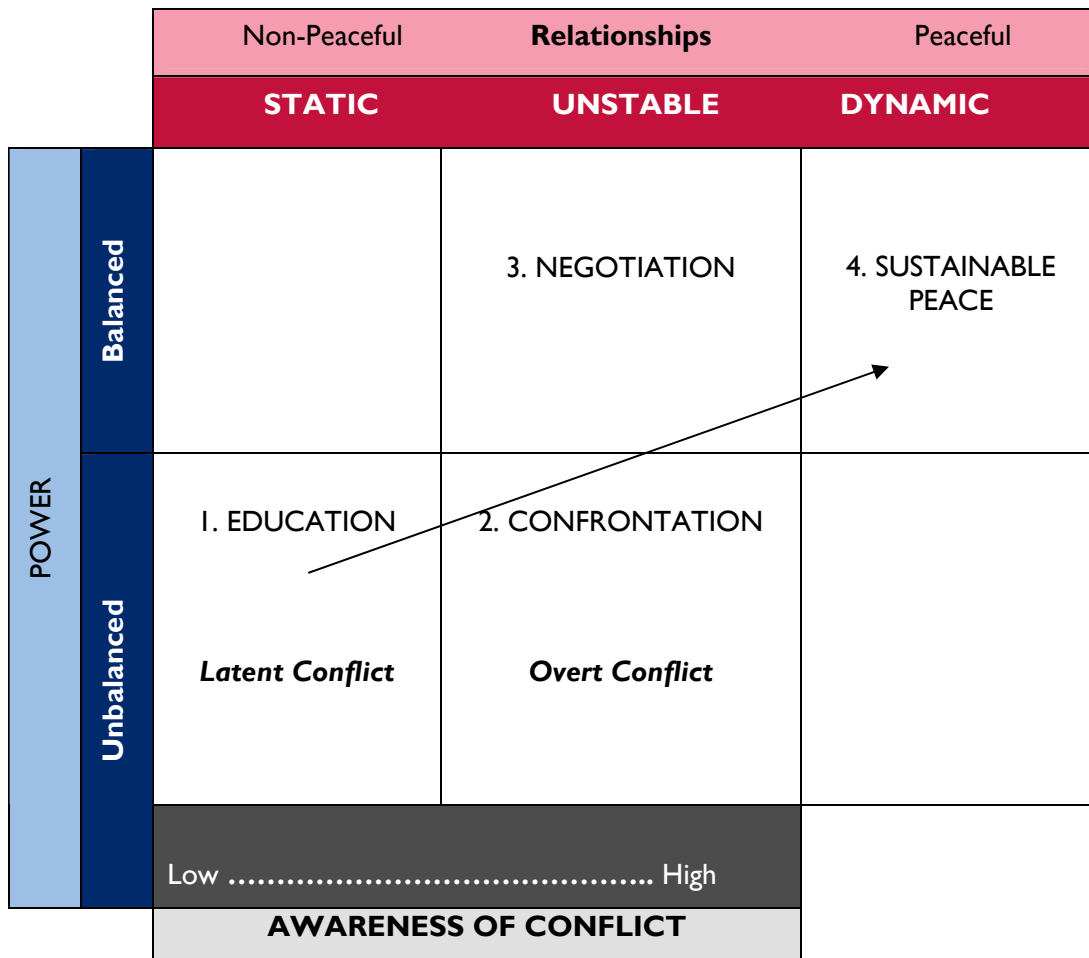 Non-Peaceful Relationships Peaceful
STATIC UNSTABLE DYNAMIC
POWER
Balanced
3. NEGOTIATION
4. SUSTAINABLE
PEACE
Unbalanced
1. EDUCATION
2. CONFRONTATION
Latent Conflict
Overt Conflict
Low ………………………………………….. High
AWARENESS OF CONFLICT